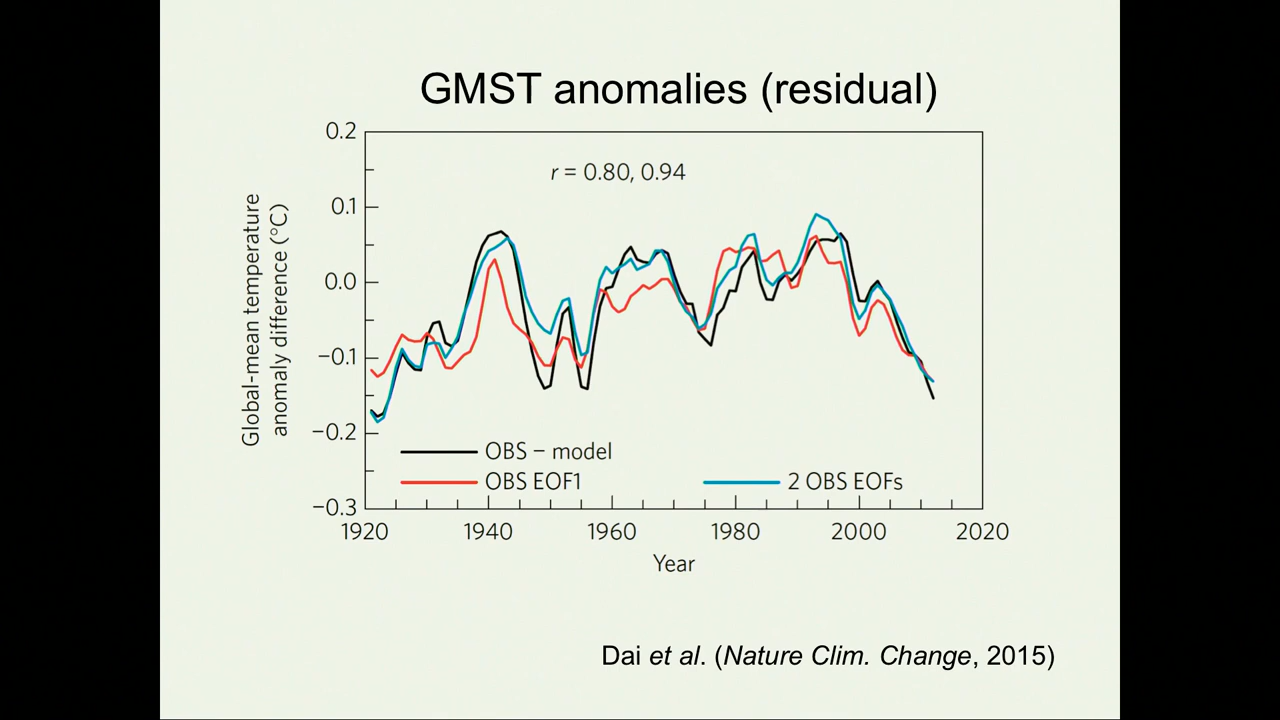 GMST anomalies (residual)
0.2
0.1
0.0
−0.1
−0.2
−0.3
Global-mean temperature
anomaly difference (°C)
r = 0.80, 0.94
OBS − model
OBS EOF1
2 OBS EOFs
1920 1940 1960 1980 2000 2020
Year
Dai et al. (Nature Clim. Change, 2015)